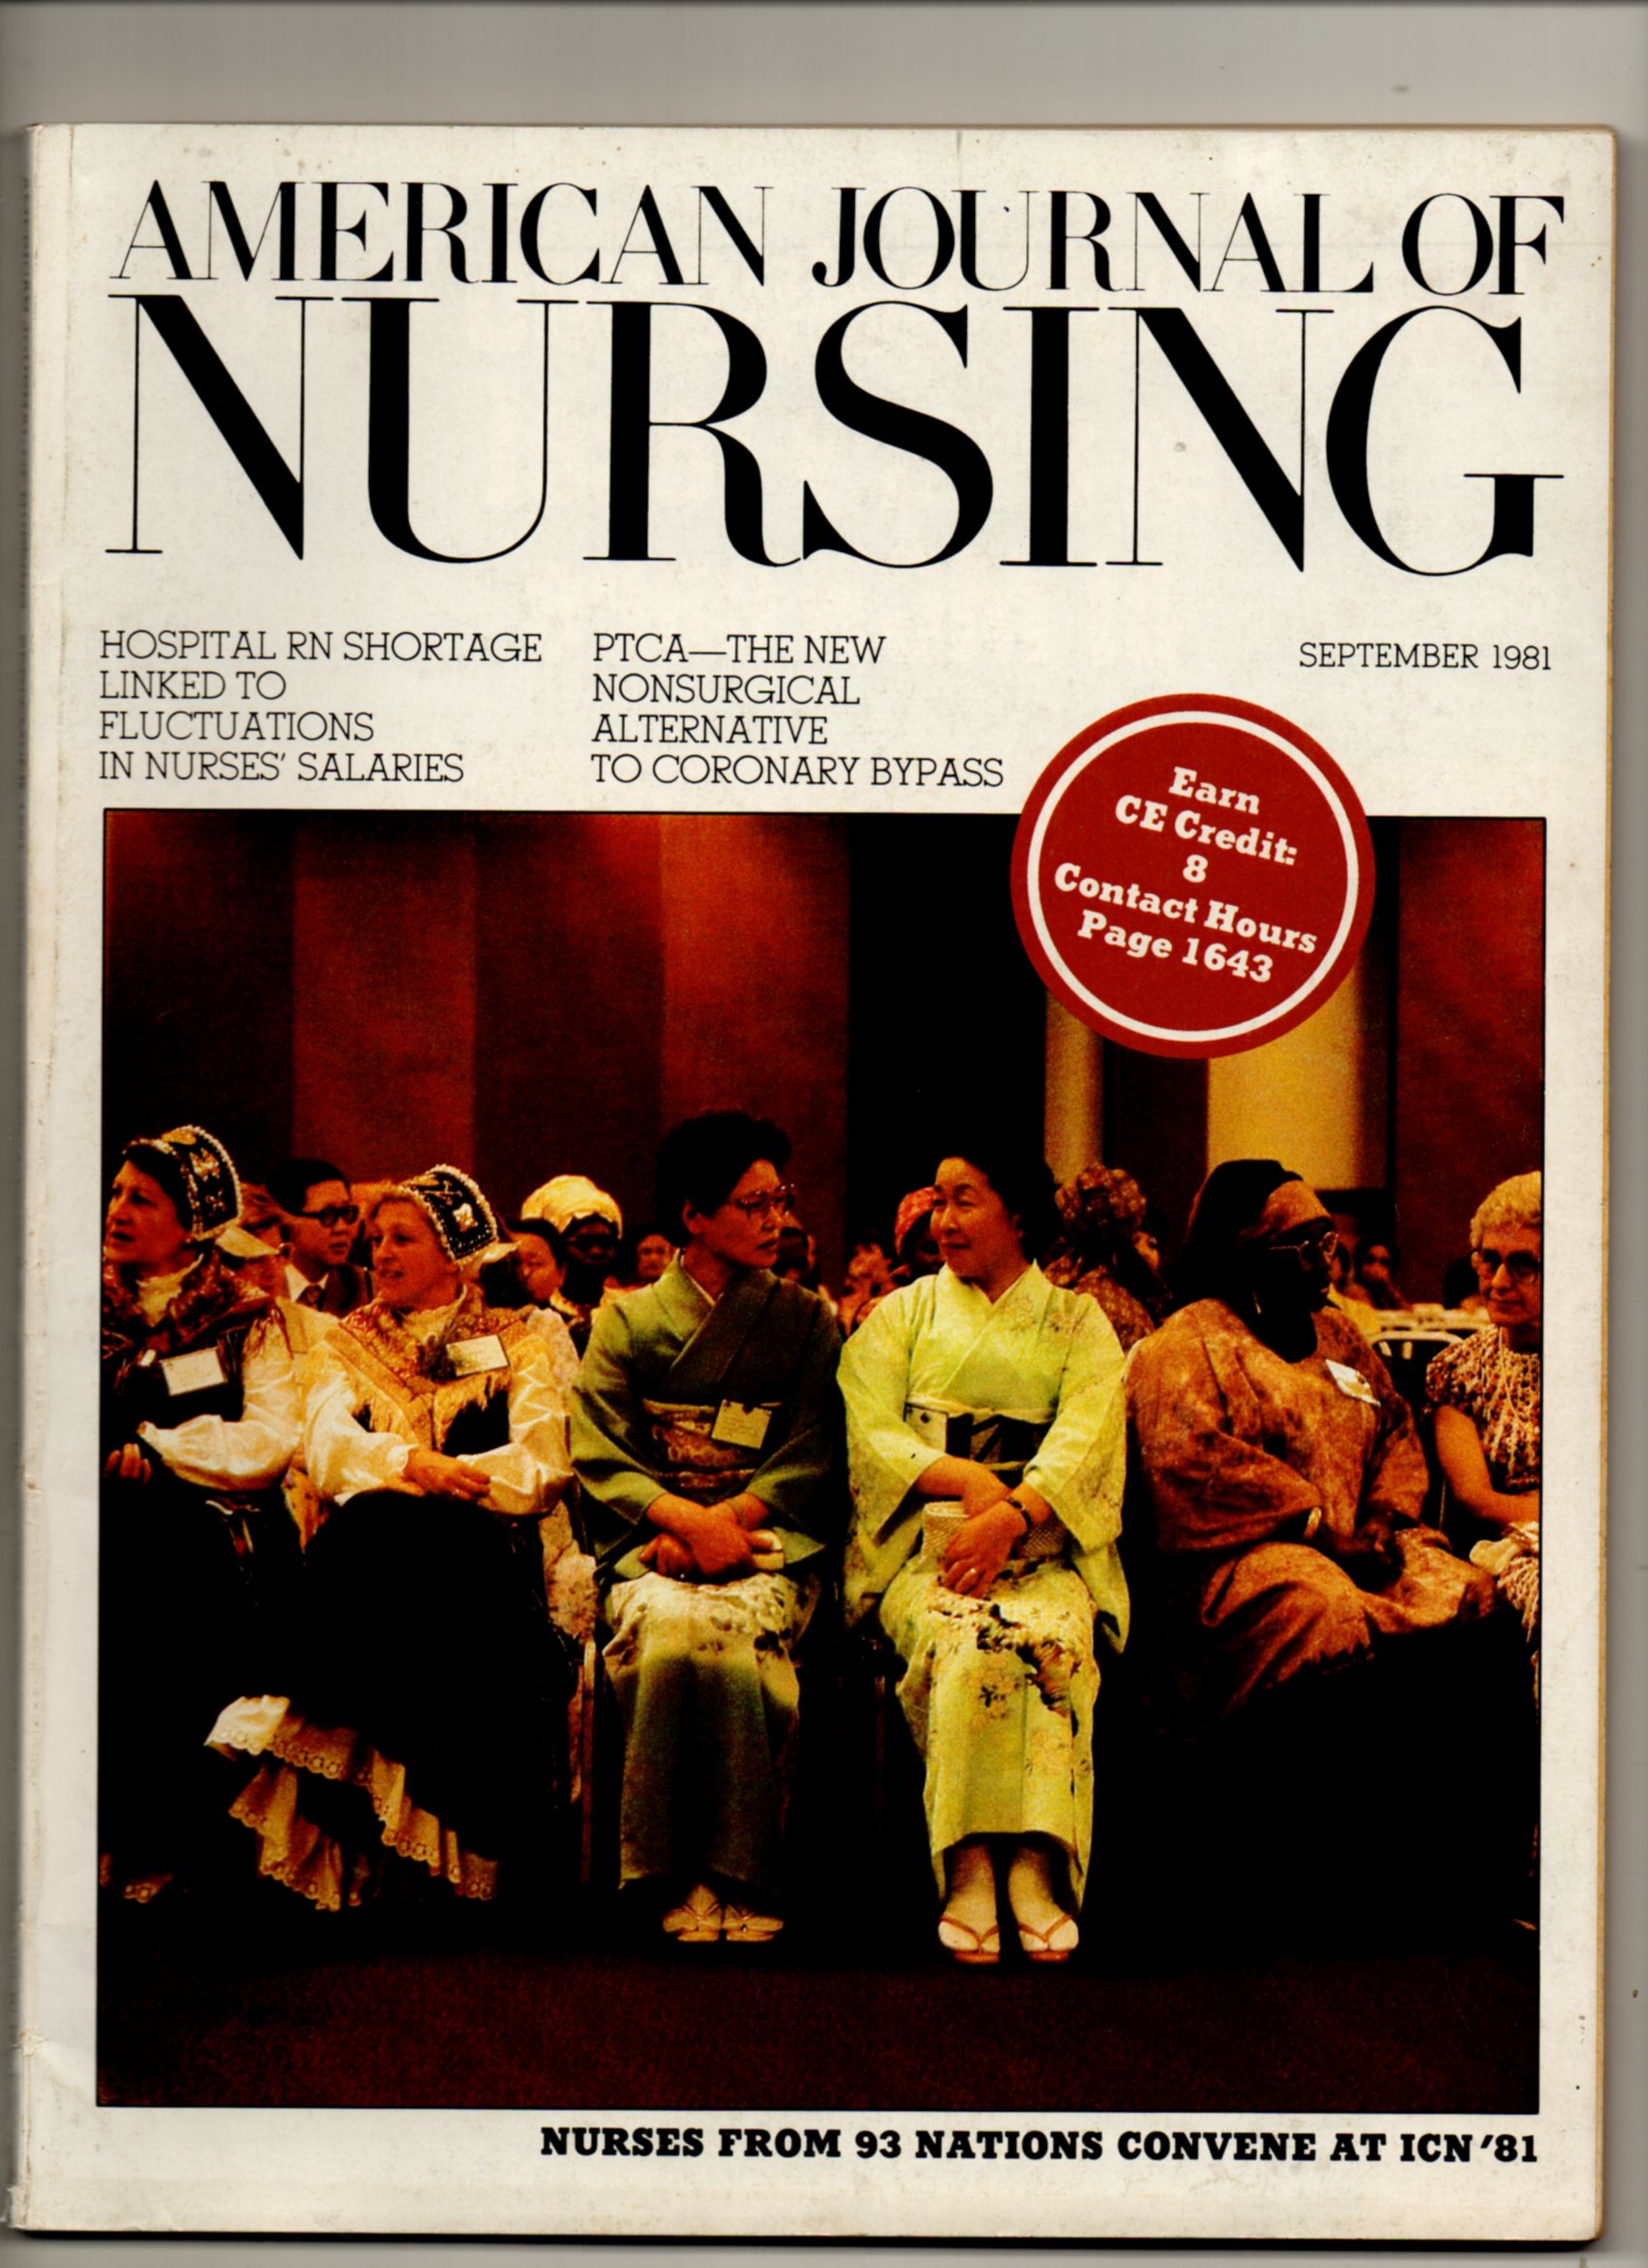 AMERICAN JOURNAL OF
NURSING
HOSPITAL RN SHORTAGE
LINKED TO
FLUCTUATIONS
IN NURSES' SALARIES
PTCA—THE NEW
NONSURGICAL
ALTERNATIVE
TO CORONARY BYPASS
SEPTEMBER 1981
Earn
CE Credit:
8
Contact Hours
Page 1643
NURSES FROM 93 NATIONS CONVENE AT ICN '81